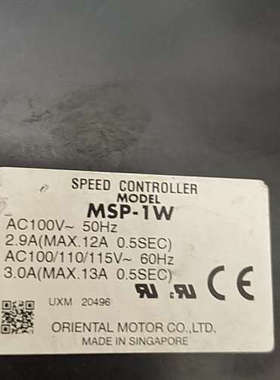 SPEED CONTROLLER
MODEL
MSP-1W
AC100V~ 50Hz
2.9A(MAX.12A 0.5SEC)
AC100/110/115V~ 60Hz
3.0A(MAX.13A 0.5SEC)
UXM 20496
ORIENTAL MOTOR CO.,LTD.
MADE IN SINGAPORE